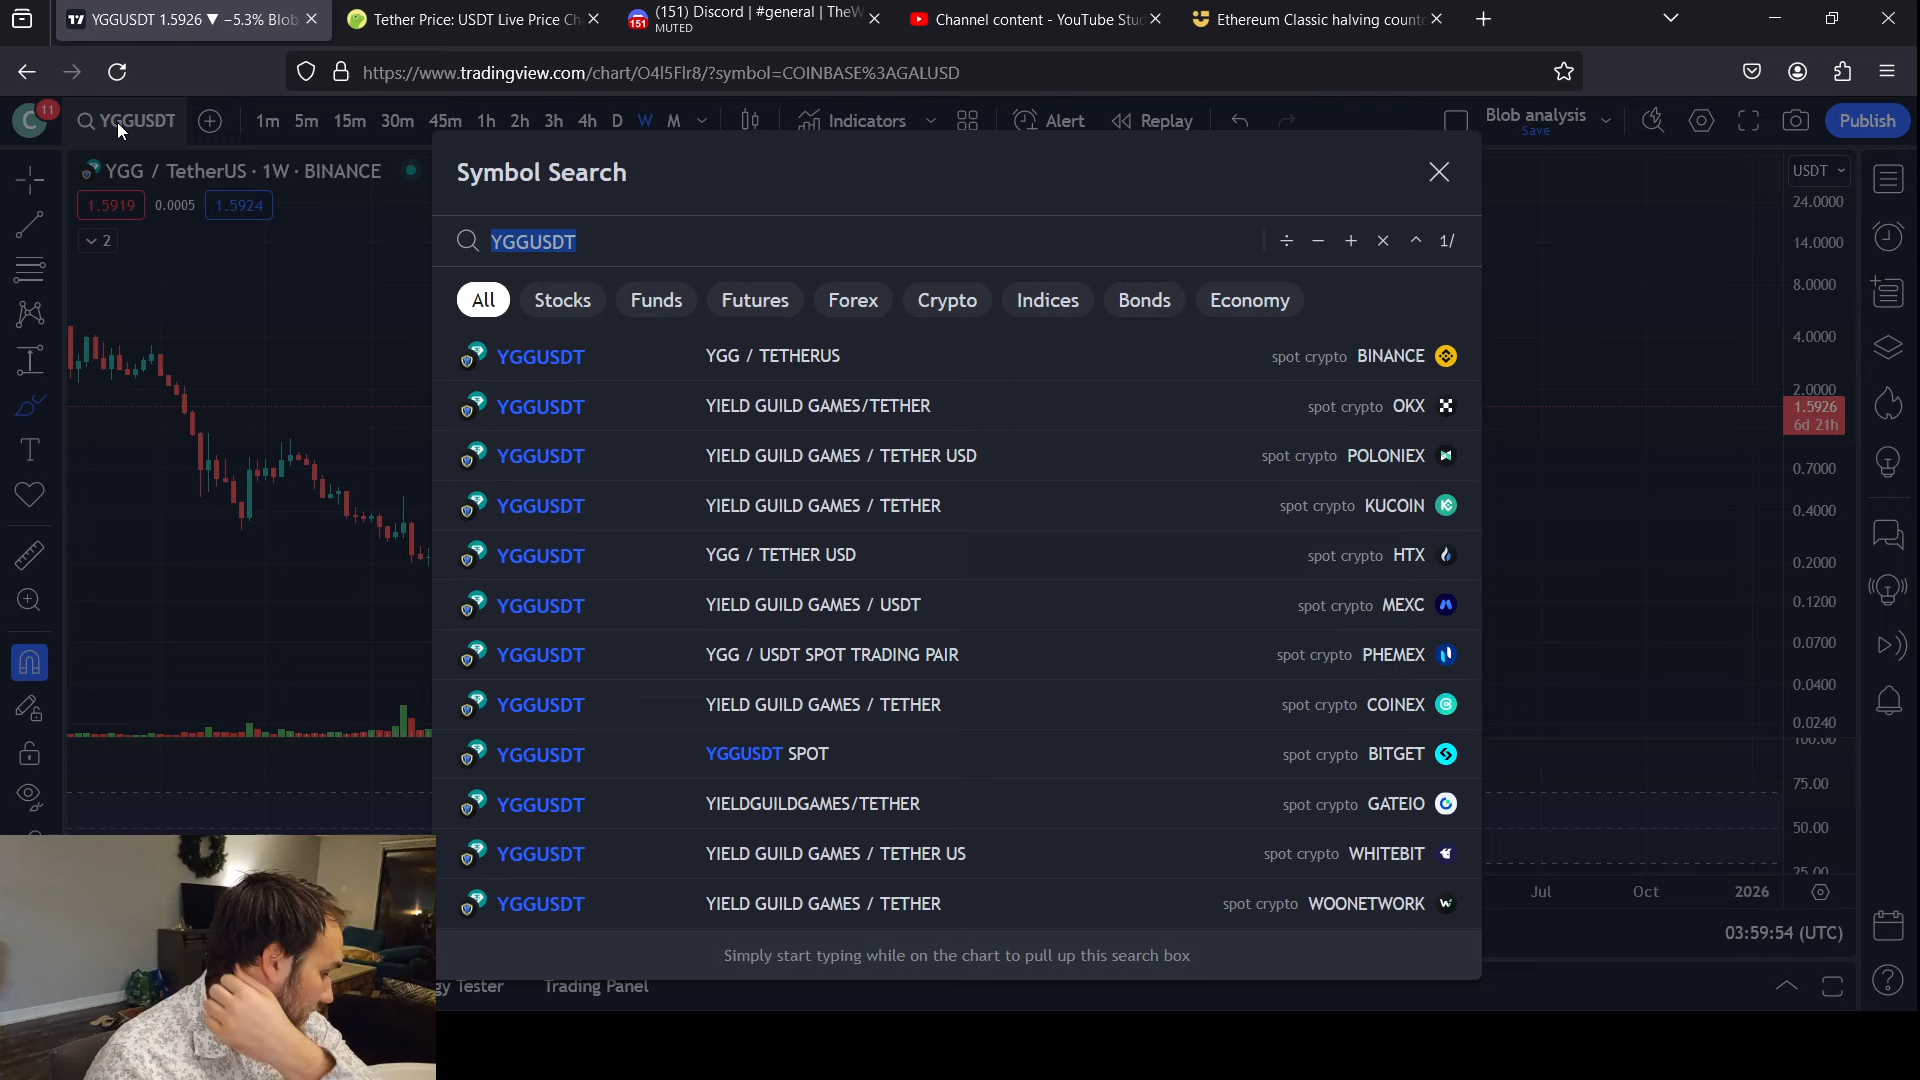 YGGUSDT 1.5926 ▼ −5.3% Blob
Tether Price: USDT Live Price Ch
151
(151) Discord | #general | TheW
MUTED
Channel content - YouTube Stud
Ethereum Classic halving count
https://www.tradingview.com/chart/O4l5Flr8/?symbol=COINBASE%3AGALUSD
C
11
YGGUSDT
1m 5m 15m 30m 45m 1h 2h 3h 4h D W M
Indicators
Alert
Replay
Blob analysis
Save
Publish
YGG / TetherUS · 1W · BINANCE
1.5919 0.0005 1.5924
2
Symbol Search
YGGUSDT
÷ − + × ^ 1/
All Stocks Funds Futures Forex Crypto Indices Bonds Economy
YGGUSDT YGG / TETHERUS spot crypto BINANCE
YGGUSDT YIELD GUILD GAMES/TETHER spot crypto OKX
YGGUSDT YIELD GUILD GAMES / TETHER USD spot crypto POLONIEX
YGGUSDT YIELD GUILD GAMES / TETHER spot crypto KUCOIN
YGGUSDT YGG / TETHER USD spot crypto HTX
YGGUSDT YIELD GUILD GAMES / USDT spot crypto MEXC
YGGUSDT YGG / USDT SPOT TRADING PAIR spot crypto PHEMEX
YGGUSDT YIELD GUILD GAMES / TETHER spot crypto COINEX
YGGUSDT YGGUSDT SPOT spot crypto BITGET
YGGUSDT YIELDGUILDGAMES/TETHER spot crypto GATEIO
YGGUSDT YIELD GUILD GAMES / TETHER US spot crypto WHITEBIT
YGGUSDT YIELD GUILD GAMES / TETHER spot crypto WOONETWORK
Simply start typing while on the chart to pull up this search box
USDT
24.0000
14.0000
8.0000
4.0000
2.0000
1.5926
6d 21h
0.7000
0.4000
0.2000
0.1200
0.0700
0.0400
0.0240
100.00
75.00
50.00
25.00
Jul Oct 2026
03:59:54 (UTC)
gy Tester Trading Panel